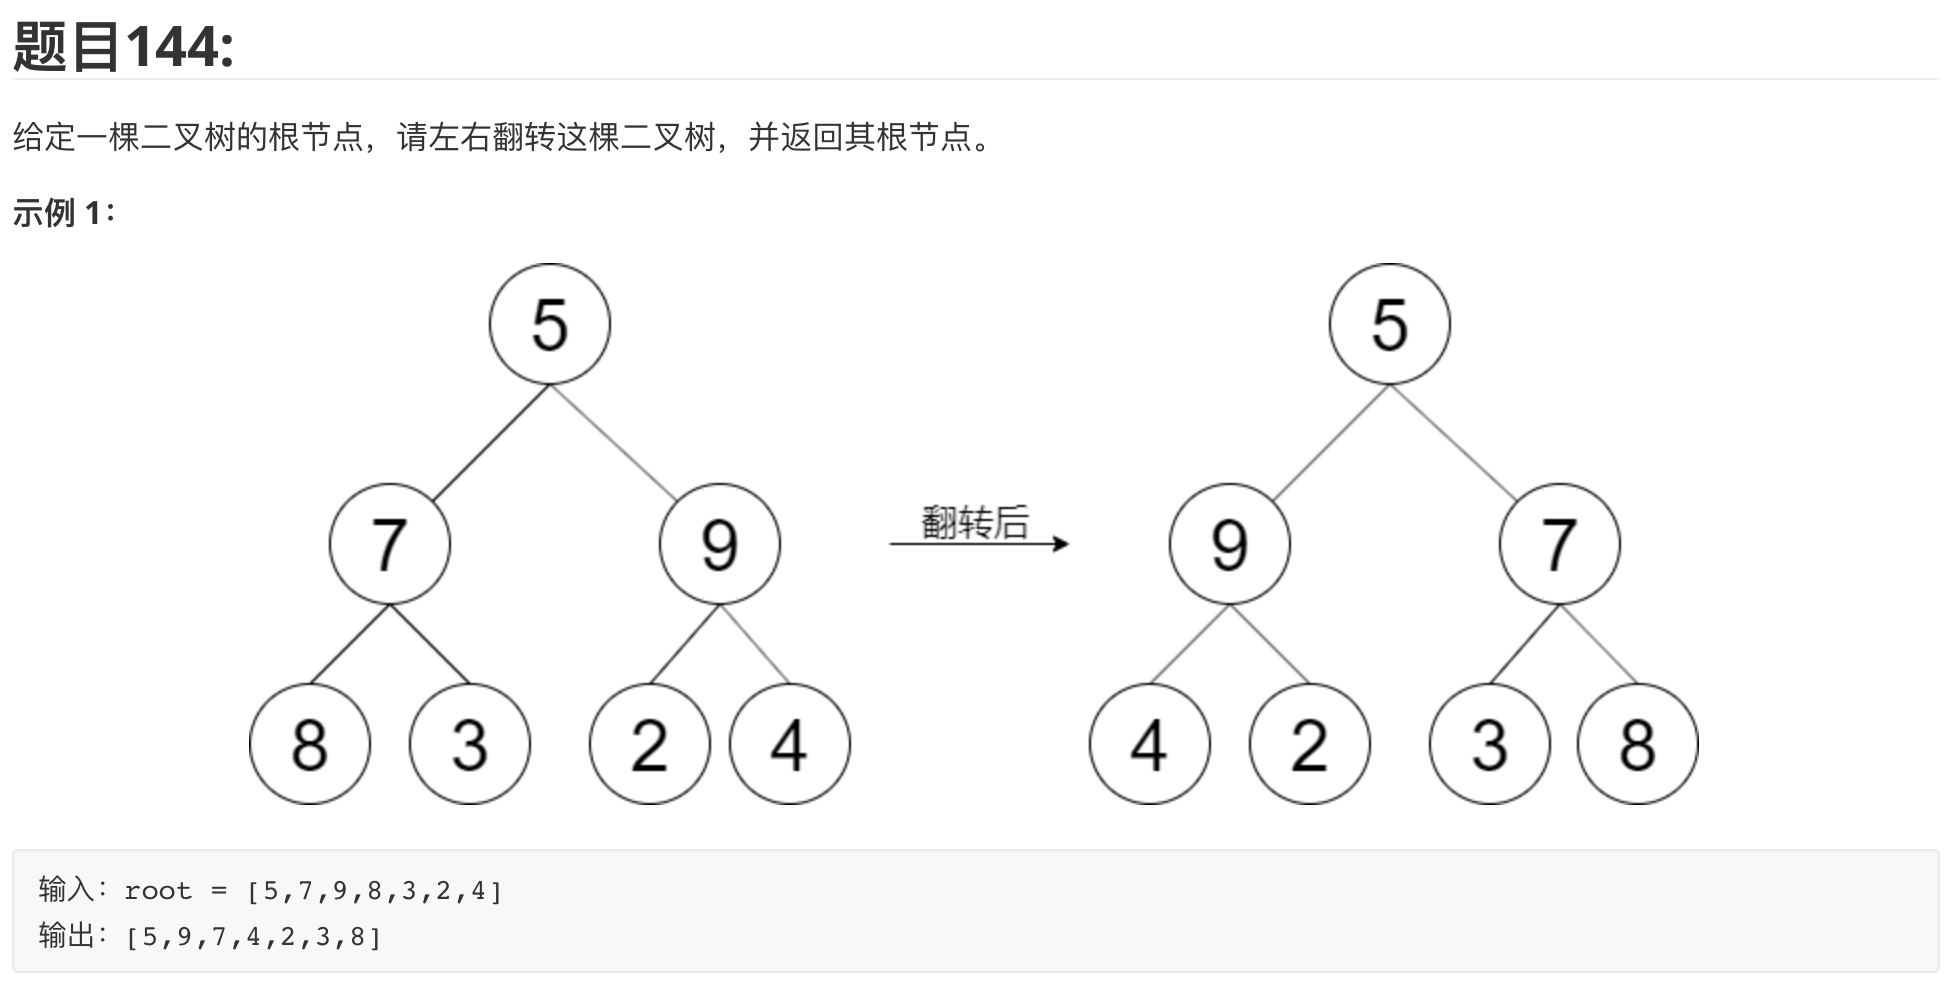 题目144:
给定一棵二叉树的根节点，请左右翻转这棵二叉树，并返回其根节点。
示例 1：
5 5
7 9 翻转后 9 7
8 3 2 4 4 2 3 8
输入：root = [5,7,9,8,3,2,4]
输出：[5,9,7,4,2,3,8]